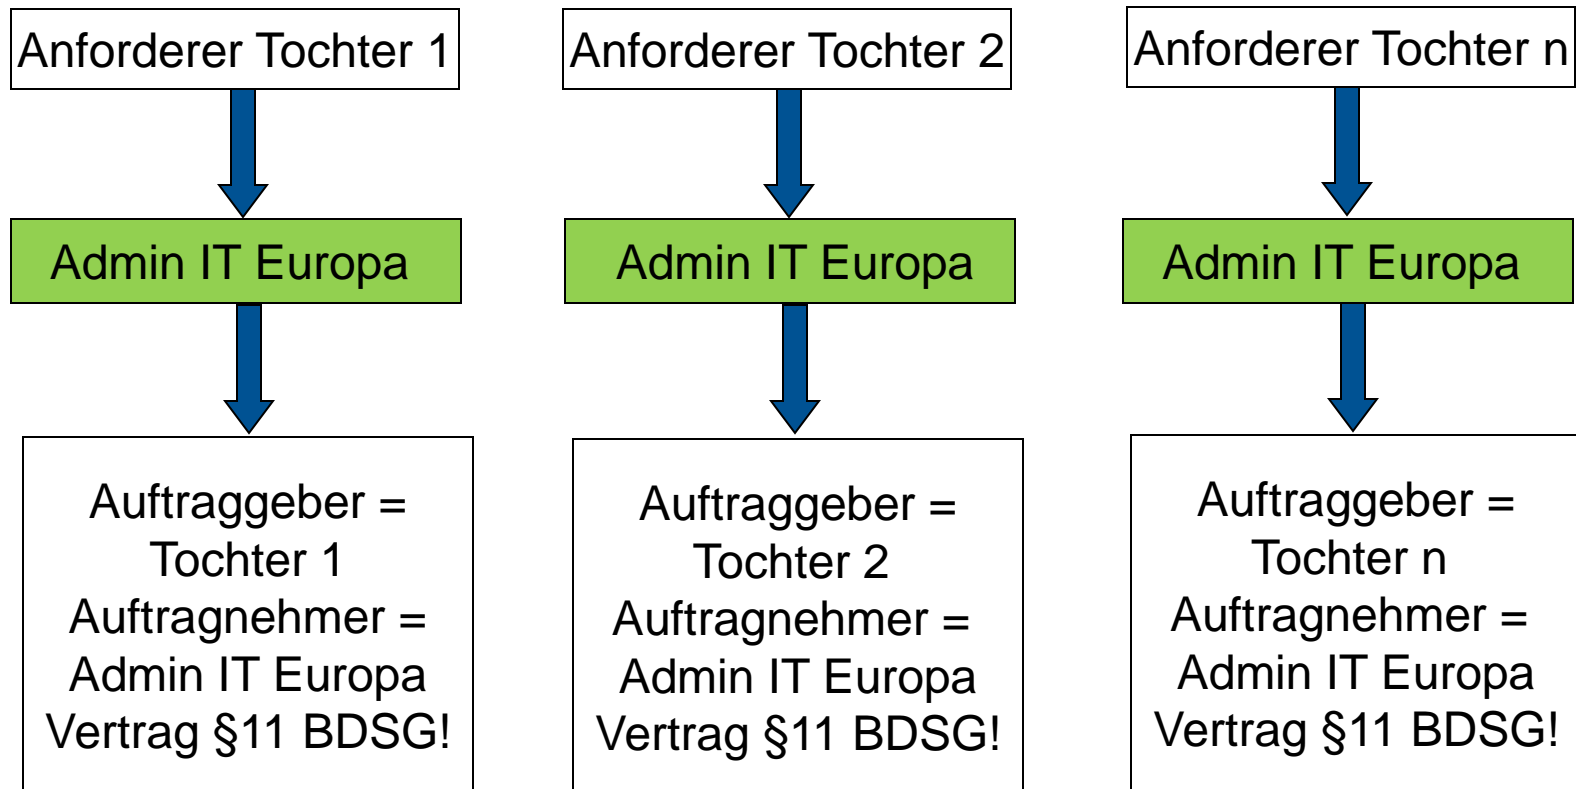 Anforderer Tochter 1
Anforderer Tochter 2
Anforderer Tochter n
Admin IT Europa
Admin IT Europa
Admin IT Europa
Auftraggeber =
Tochter 1
Auftragnehmer =
Admin IT Europa
Vertrag §11 BDSG!
Auftraggeber =
Tochter 2
Auftragnehmer =
Admin IT Europa
Vertrag §11 BDSG!
Auftraggeber =
Tochter n
Auftragnehmer =
Admin IT Europa
Vertrag §11 BDSG!